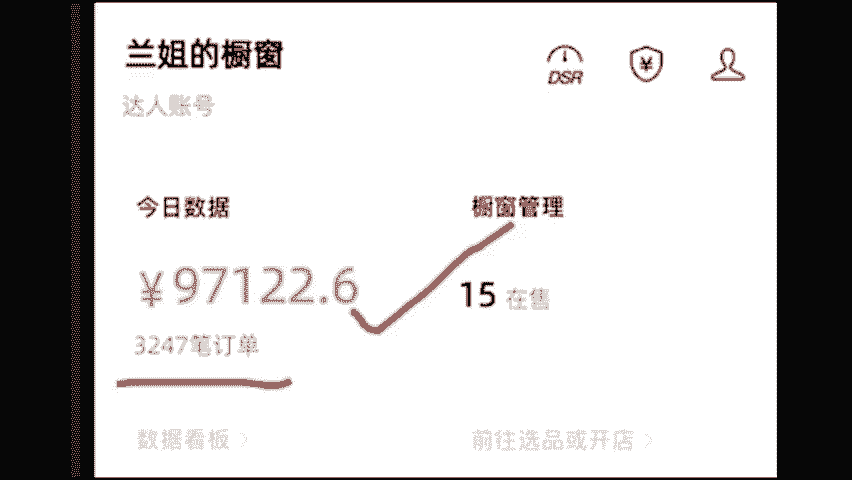 兰姐的橱窗
DSR
达人账号
今日数据
橱窗管理
¥97122.6
15 在售
3247笔订单
数据看板 >
前往选品或开店 >